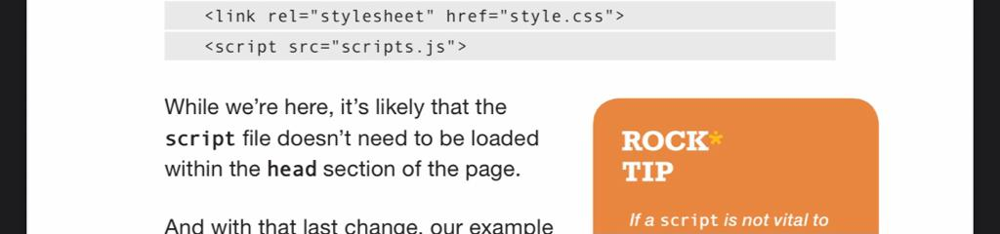 <link rel="stylesheet" href="style.css">
<script src="scripts.js">
While we're here, it's likely that the
script file doesn't need to be loaded
within the head section of the page.
And with that last change, our example
ROCK*
TIP
If a script is not vital to